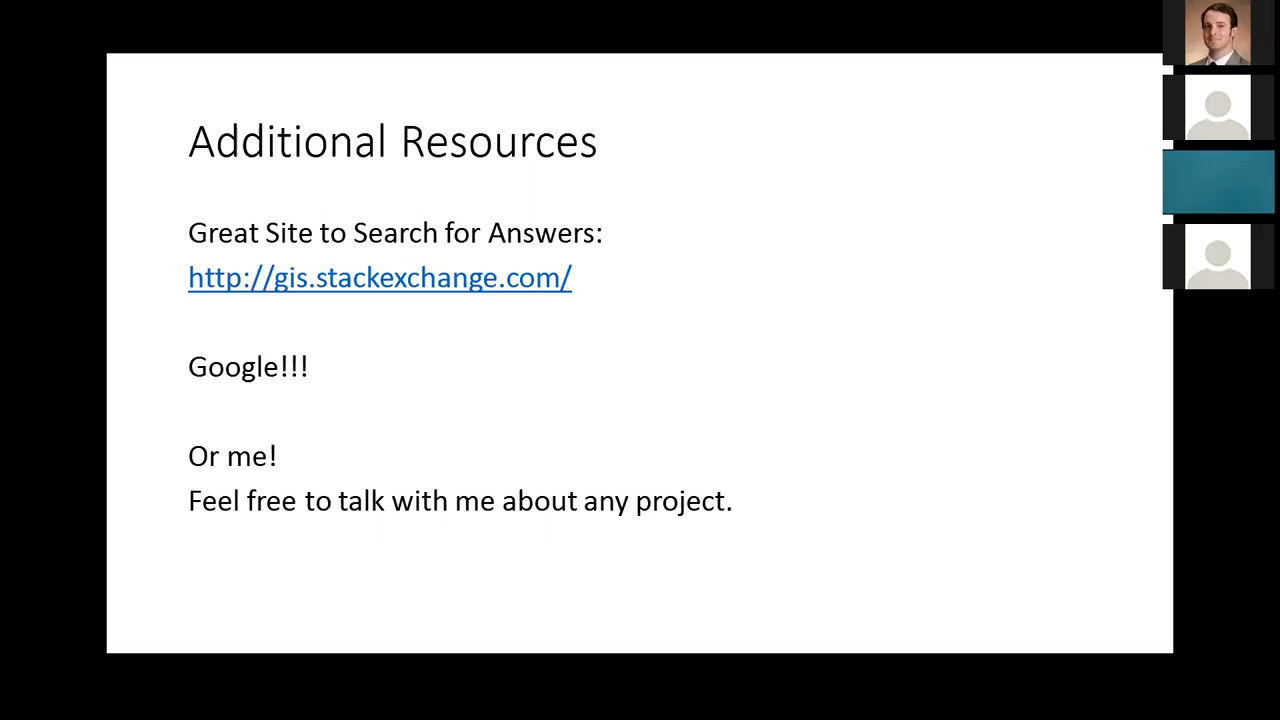 Additional Resources
Great Site to Search for Answers:
http://gis.stackexchange.com/
Google!!!
Or me!
Feel free to talk with me about any project.